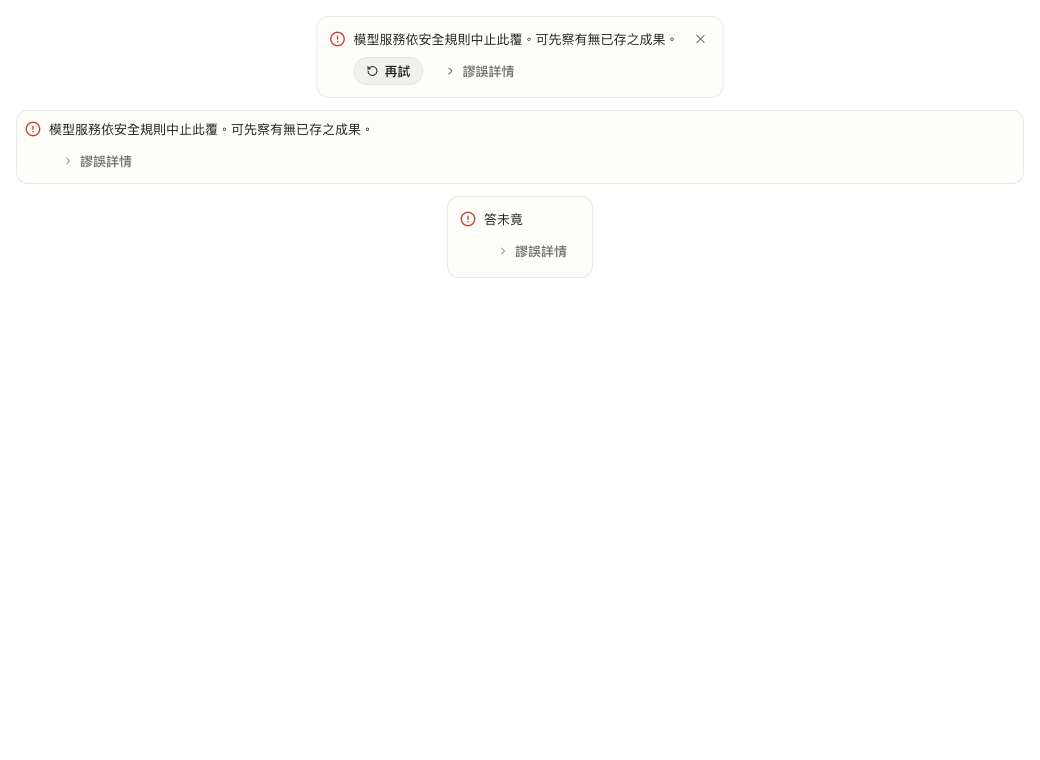 模型服務依安全規則中止此覆。可先察有無已存之成果。
再試
謬誤詳情
模型服務依安全規則中止此覆。可先察有無已存之成果。
謬誤詳情
答未竟
謬誤詳情